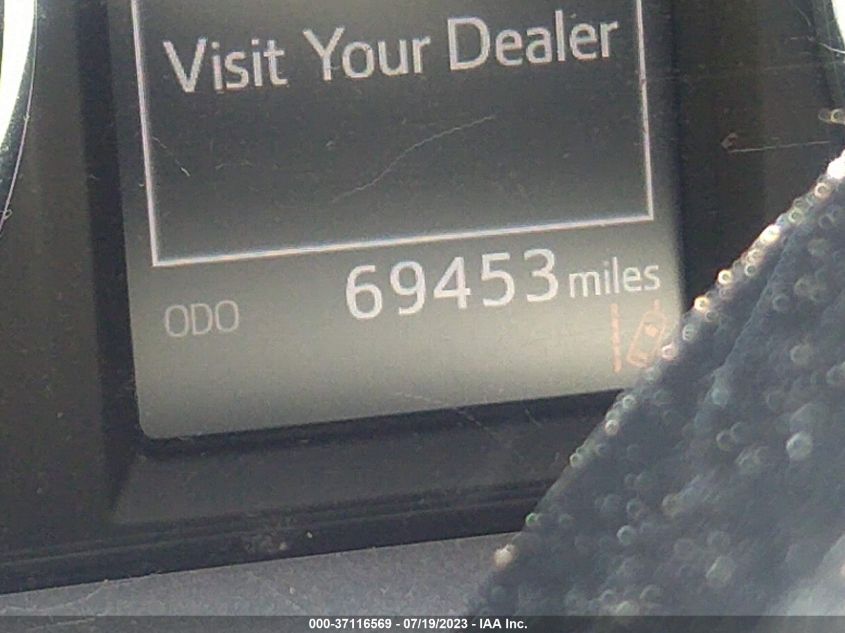 Visit Your Dealer
ODO 69453 miles
000-37116569 - 07/19/2023 - IAA Inc.